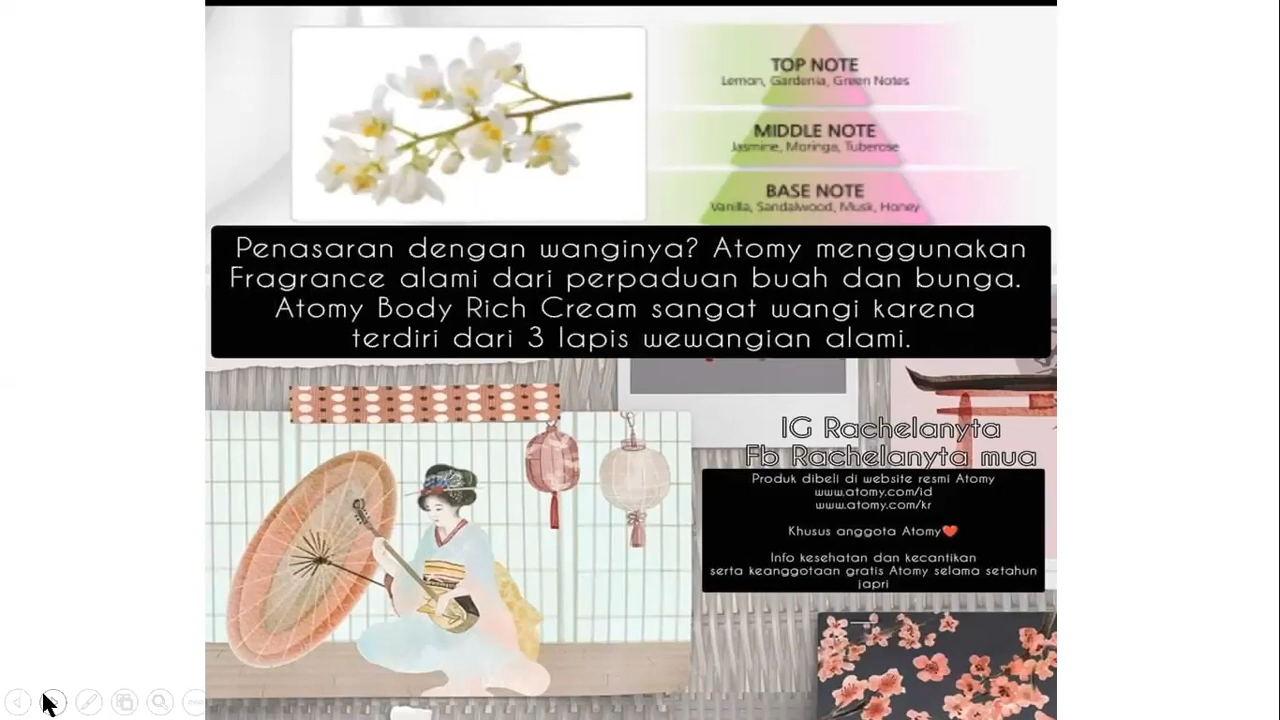 TOP NOTE
Lemon, Gardenia, Green Notes
MIDDLE NOTE
Jasmine, Moringa, Tuberose
BASE NOTE
Vanilla, Sandalwood, Musk, Honey
Penasaran dengan wanginya? Atomy menggunakan
Fragrance alami dari perpaduan buah dan bunga.
Atomy Body Rich Cream sangat wangi karena
terdiri dari 3 lapis wewangian alami.
IG Rachelanyta
Fb Rachelanyta mua
Produk dibeli di website resmi Atomy
www.atomy.com/id
www.atomy.com/kr
Khusus anggota Atomy❤️
Info kesehatan dan kecantikan
serta keanggotaan gratis Atomy selama setahun
japri